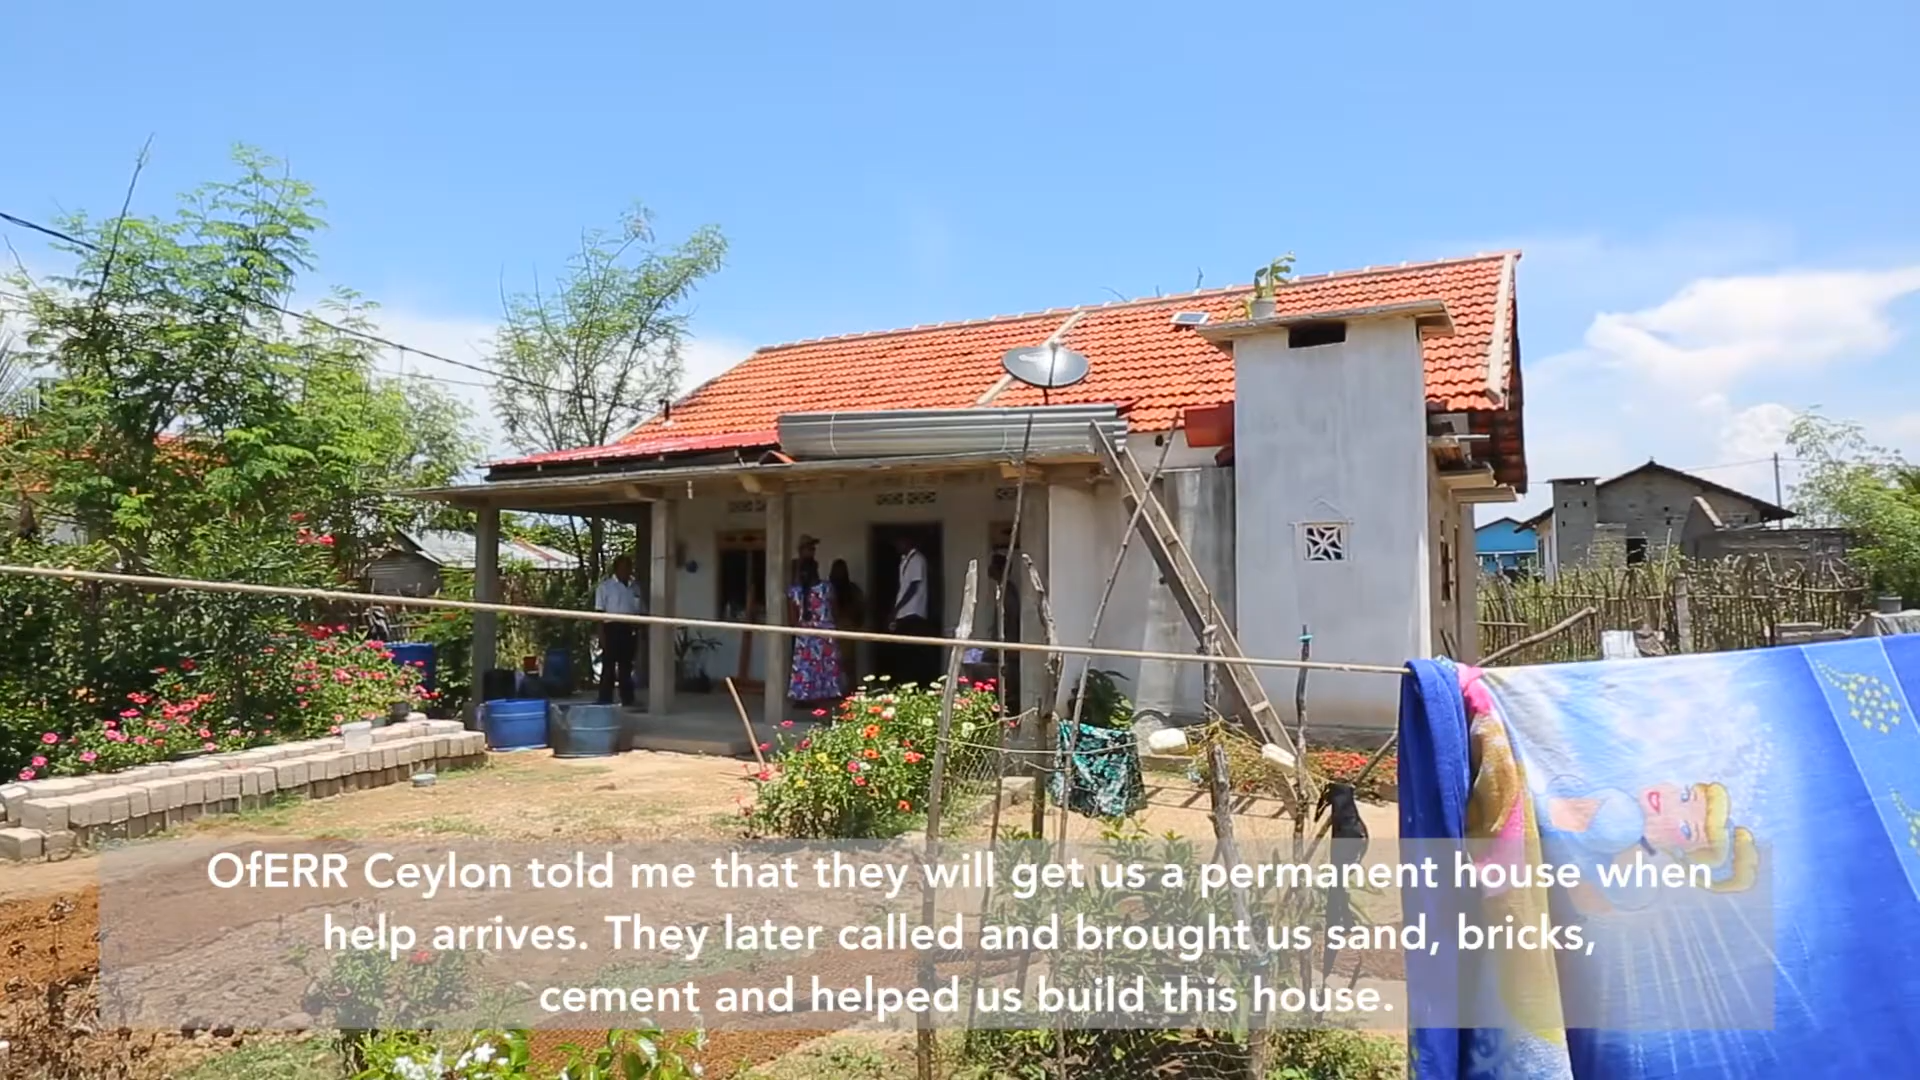 OfERR Ceylon told me that they will get us a permanent house when
help arrives. They later called and brought us sand, bricks,
cement and helped us build this house.